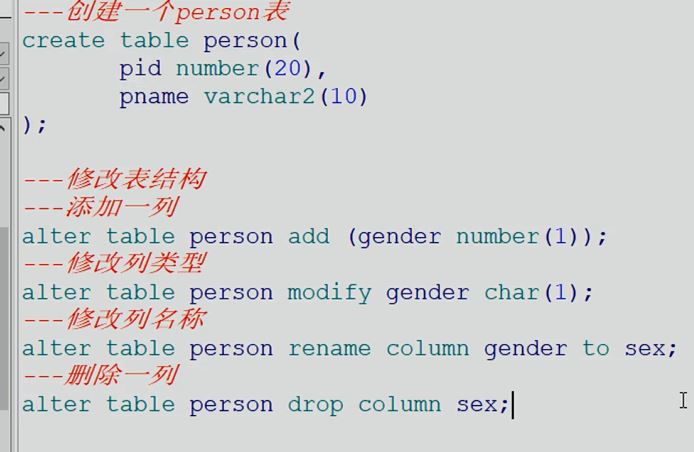 ---创建一个person表
create table person(
pid number(20),
pname varchar2(10)
);
---修改表结构
---添加一列
alter table person add (gender number(1));
---修改列类型
alter table person modify gender char(1);
---修改列名称
alter table person rename column gender to sex;
---删除一列
alter table person drop column sex;